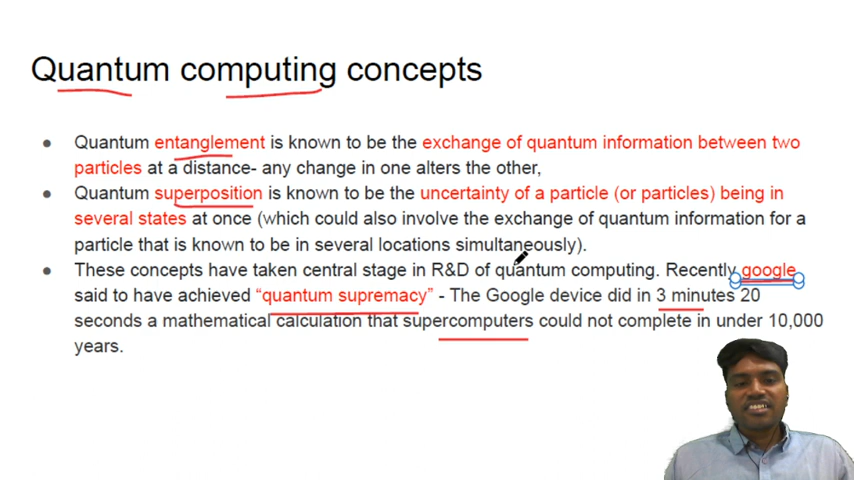 Quantum computing concepts
● Quantum entanglement is known to be the exchange of quantum information between two
particles at a distance- any change in one alters the other,
● Quantum superposition is known to be the uncertainty of a particle (or particles) being in
several states at once (which could also involve the exchange of quantum information for a
particle that is known to be in several locations simultaneously).
● These concepts have taken central stage in R&D of quantum computing. Recently google
said to have achieved “quantum supremacy” - The Google device did in 3 minutes 20
seconds a mathematical calculation that supercomputers could not complete in under 10,000
years.